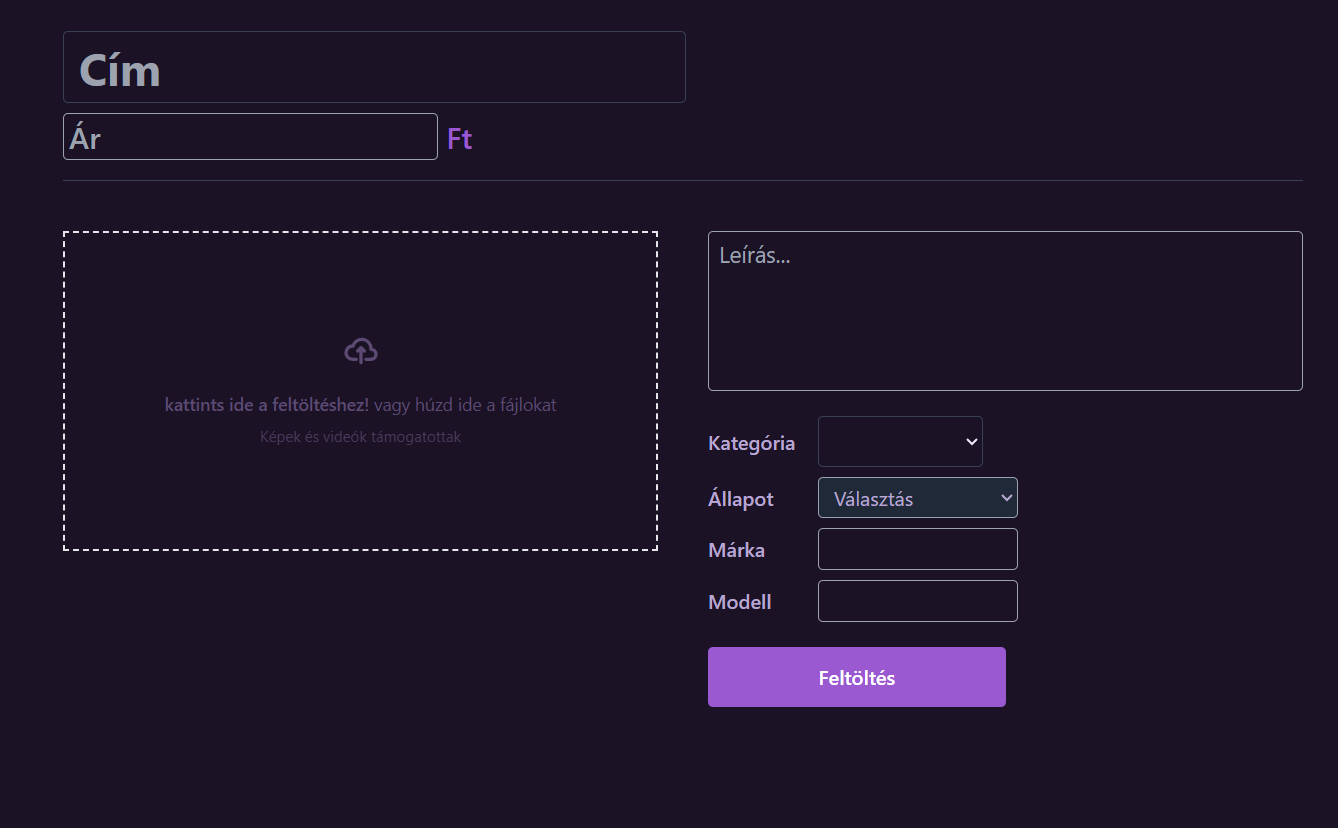 Cím
Ár Ft
kattints ide a feltöltéshez! vagy húzd ide a fájlokat
Képek és videók támogatottak
Leírás...
Kategória
Állapot Választás
Márka
Modell
Feltöltés